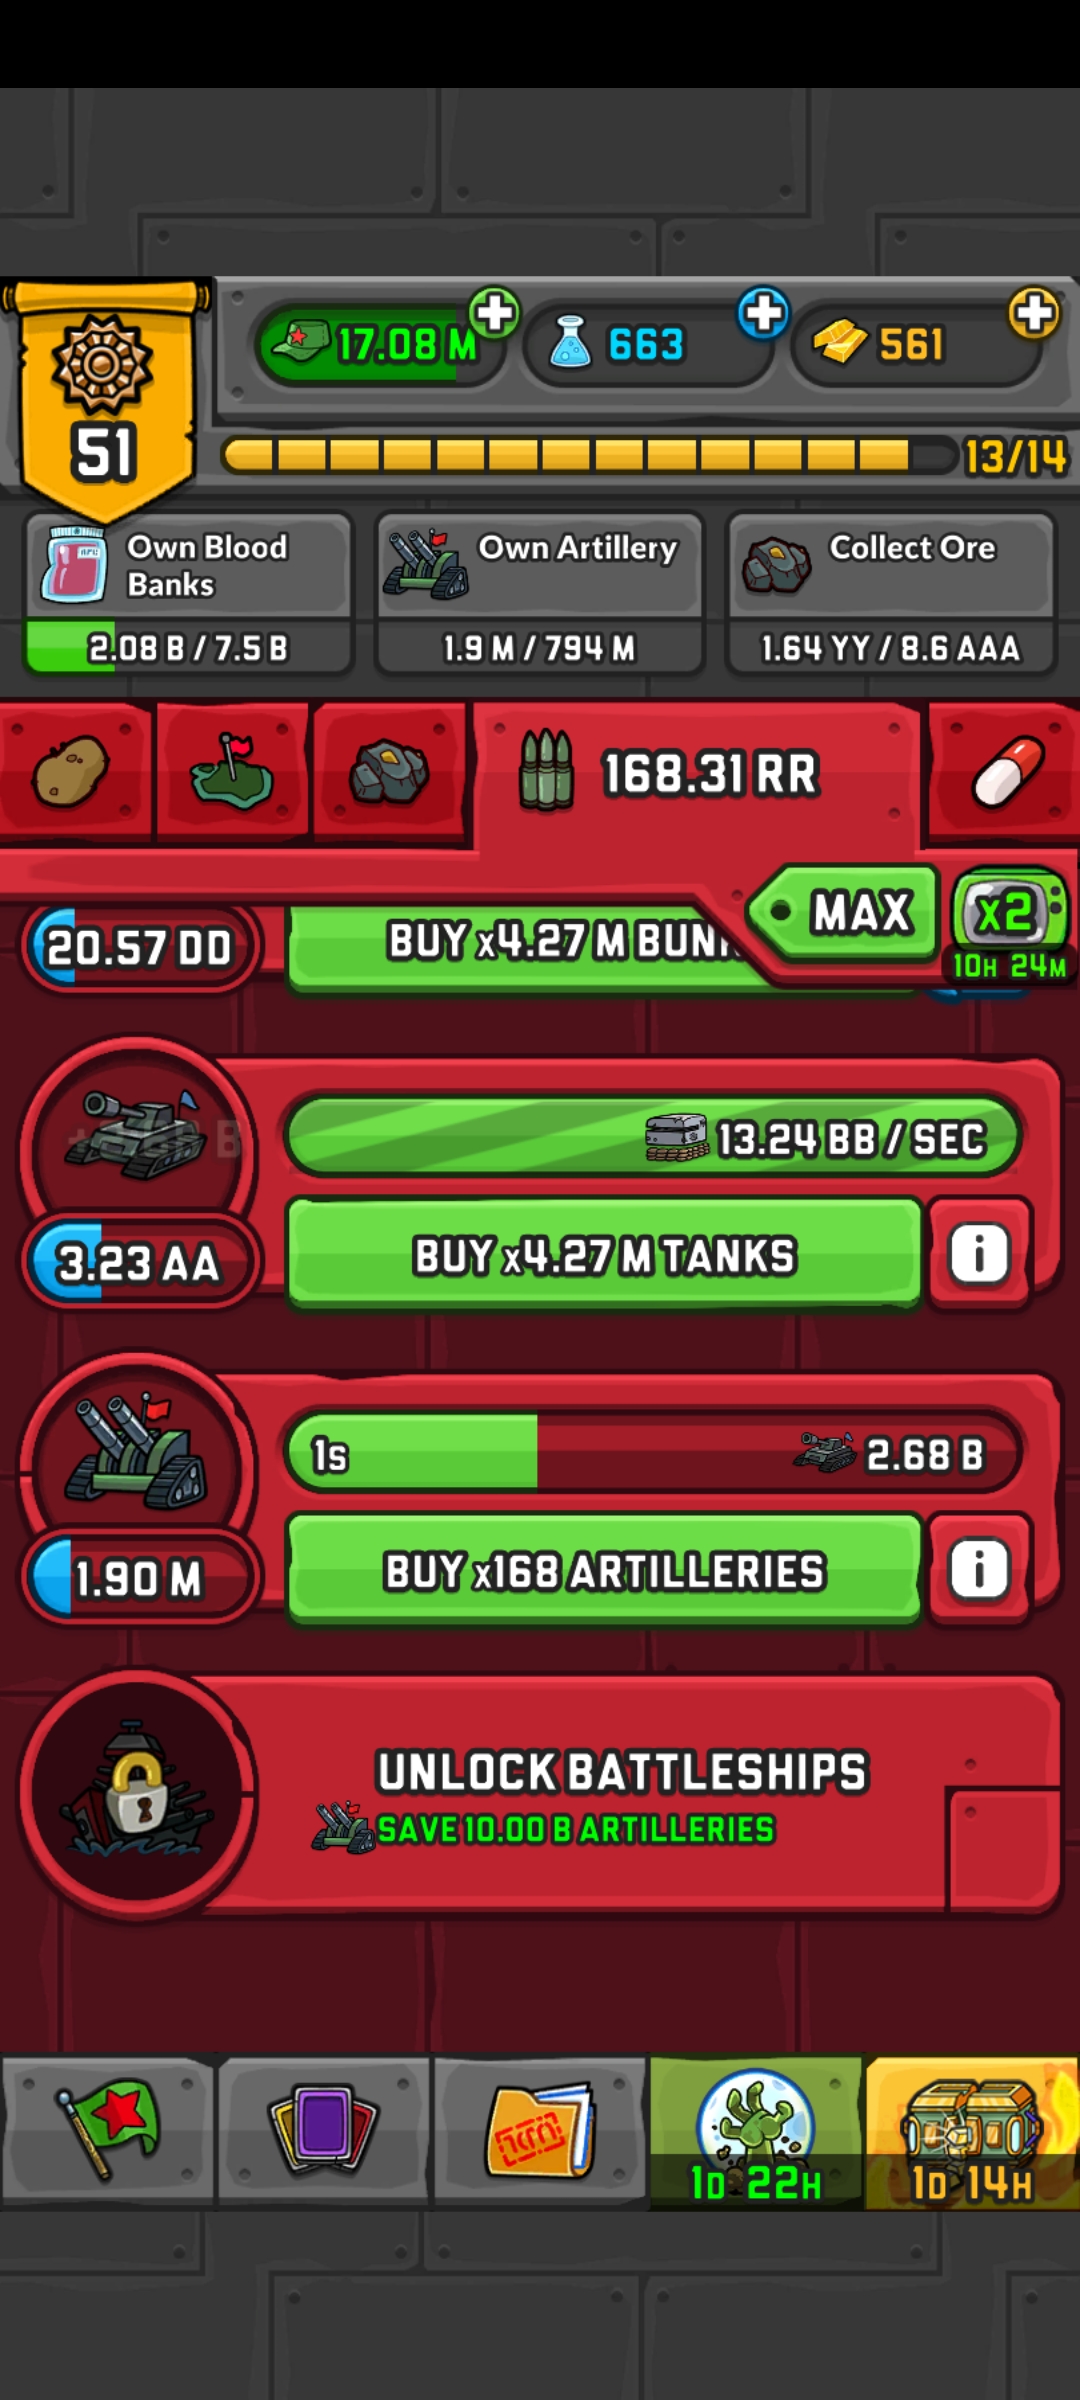 17.08 M
663
561
51
13/14
Own Blood
Banks
2.08 B / 7.5 B
Own Artillery
1.9 M / 794 M
Collect Ore
1.64 YY / 8.6 AAA
168.31 RR
MAX
x2
10H 24M
20.57 DD
BUY x4.27 M
13.24 BB / SEC
3.23 AA
BUY x4.27 M TANKS
i
1s
2.68 B
1.90 M
BUY x168 ARTILLERIES
i
UNLOCK BATTLESHIPS
SAVE 10.00 B ARTILLERIES
1D 22H
1D 14H